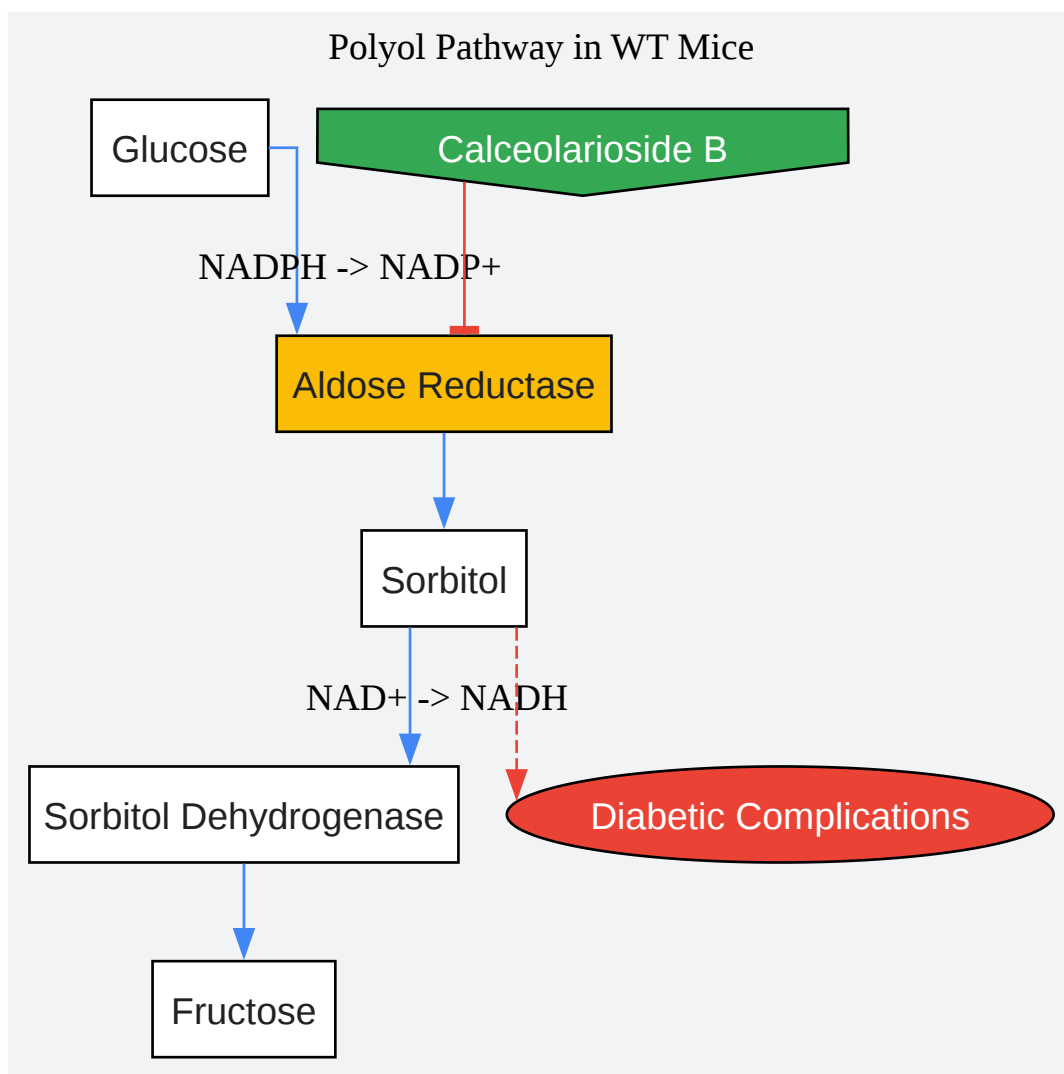 Polyol Pathway in WT Mice
Glucose
Calceolarioside B
NADPH -> NADP+
Aldose Reductase
Sorbitol
NAD+ -> NADH
Sorbitol Dehydrogenase
Diabetic Complications
Fructose